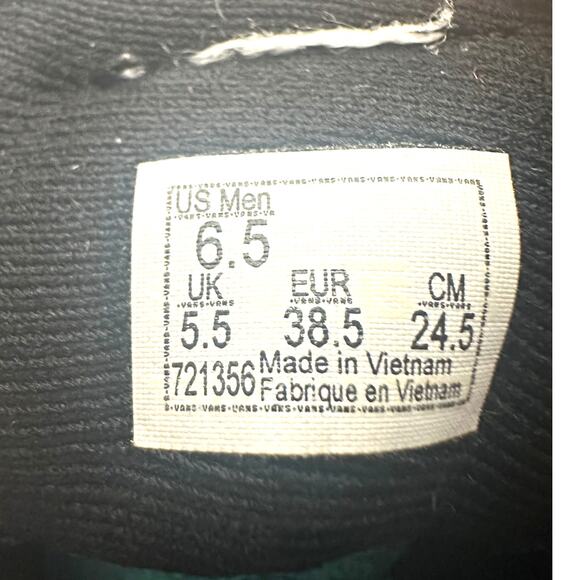 US Men
6.5
UK EUR CM
5.5 38.5 24.5
721356 Made in Vietnam
Fabrique en Vietnam